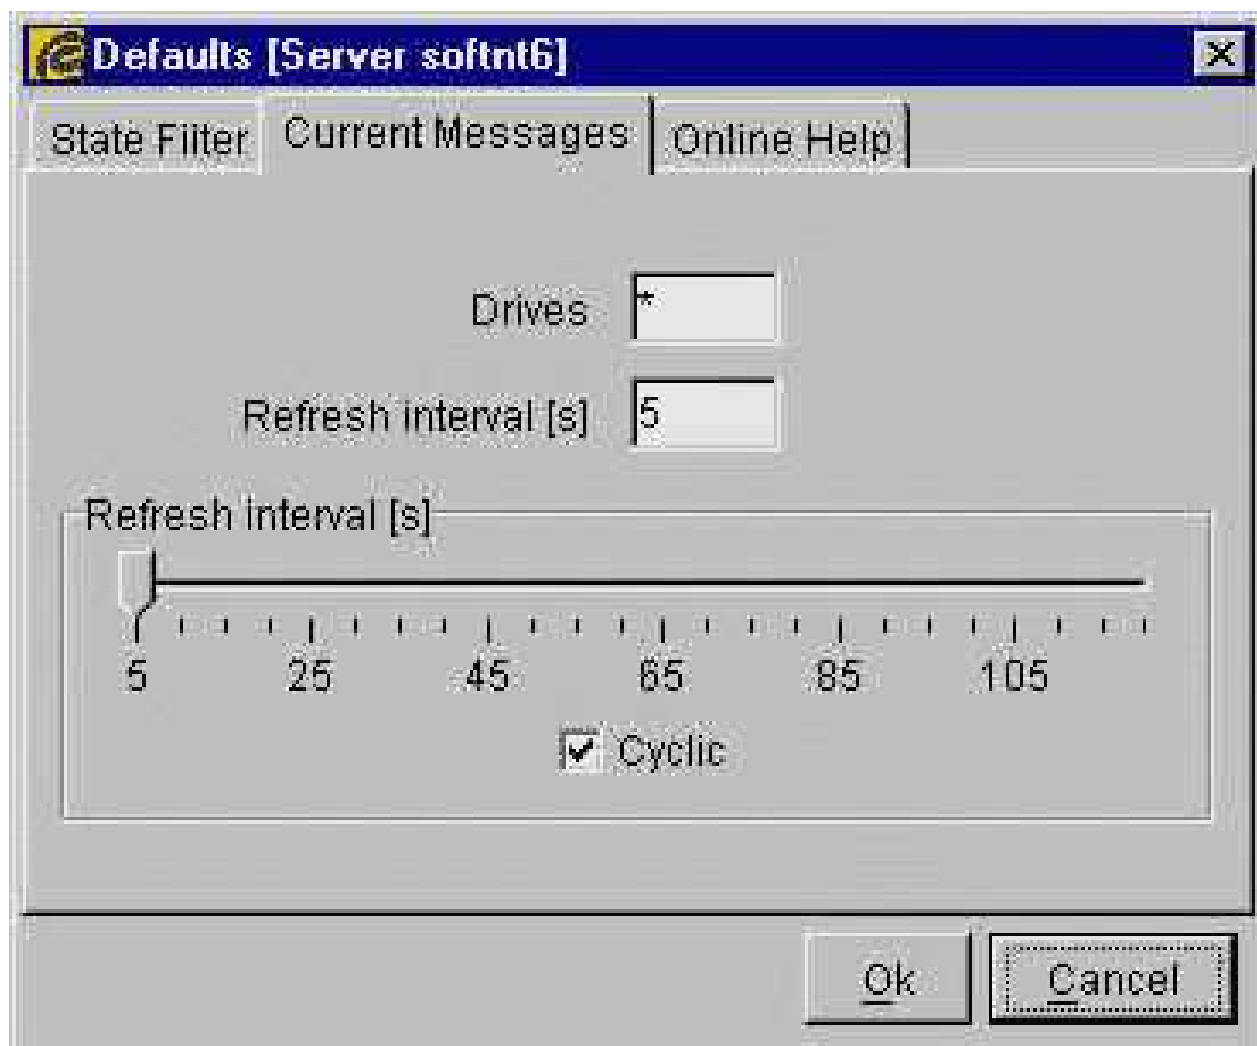 Defaults [Server softnt6]
State Filter Current Messages Online Help
Drives *
Refresh interval [s] 5
Refresh interval [s]
5 25 45 65 85 105
Cyclic
Ok Cancel